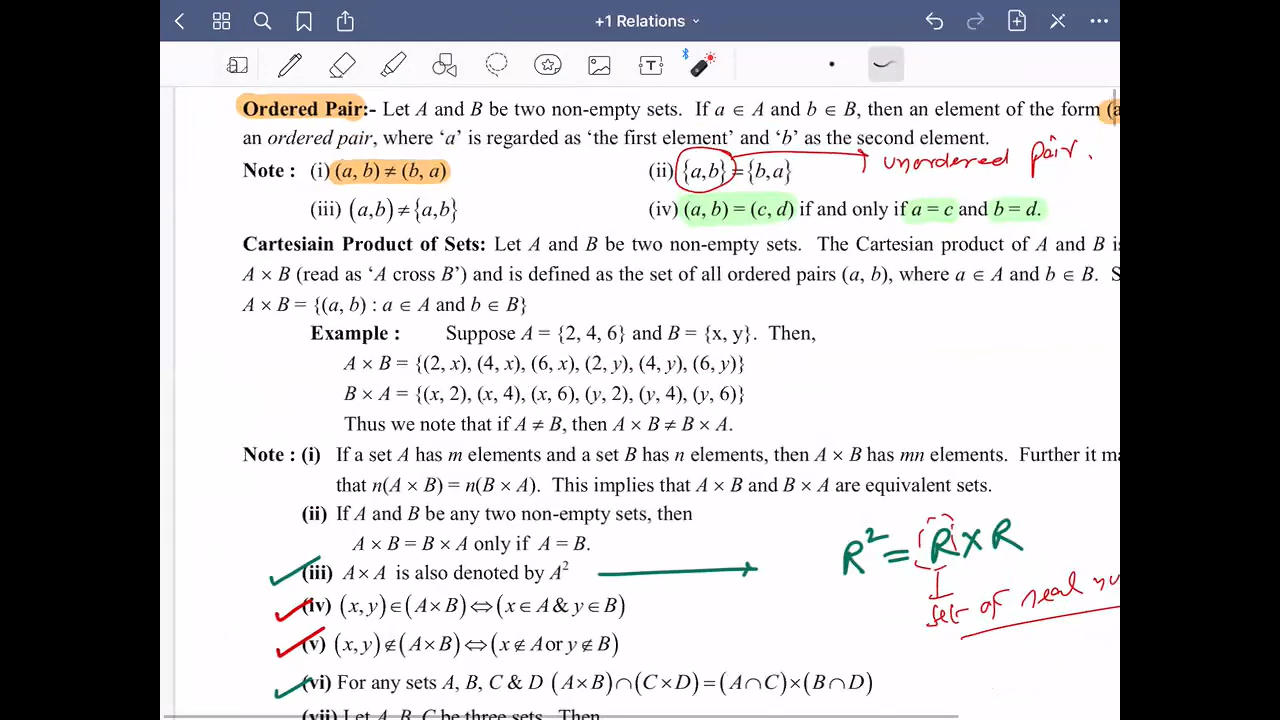 +1 Relations
Ordered Pair:- Let A and B be two non-empty sets. If a ∈ A and b ∈ B, then an element of the form (a
an ordered pair, where ‘a’ is regarded as ‘the first element’ and ‘b’ as the second element.
Note : (i) (a, b) ≠ (b, a) (ii) {a,b} = {b,a} unordered pair.
(iii) (a,b) ≠ {a,b} (iv) (a, b) = (c, d) if and only if a = c and b = d.
Cartesiain Product of Sets: Let A and B be two non-empty sets. The Cartesian product of A and B i
A × B (read as ‘A cross B’) and is defined as the set of all ordered pairs (a, b), where a ∈ A and b ∈ B. S
A × B = {(a, b) : a ∈ A and b ∈ B}
Example : Suppose A = {2, 4, 6} and B = {x, y}. Then,
A × B = {(2, x), (4, x), (6, x), (2, y), (4, y), (6, y)}
B × A = {(x, 2), (x, 4), (x, 6), (y, 2), (y, 4), (y, 6)}
Thus we note that if A ≠ B, then A × B ≠ B × A.
Note : (i) If a set A has m elements and a set B has n elements, then A × B has mn elements. Further it ma
that n(A × B) = n(B × A). This implies that A × B and B × A are equivalent sets.
(ii) If A and B be any two non-empty sets, then
A × B = B × A only if A = B.
R² = R × R
(iii) A × A is also denoted by A²
(iv) (x, y) ∈ (A × B) ⇔ (x ∈ A & y ∈ B)
set of real nu
(v) (x, y) ∉ (A × B) ⇔ (x ∉ A or y ∉ B)
(vi) For any sets A, B, C & D (A × B) ∩ (C × D) = (A ∩ C) × (B ∩ D)
(vii) Let A, B, C be three sets. Then